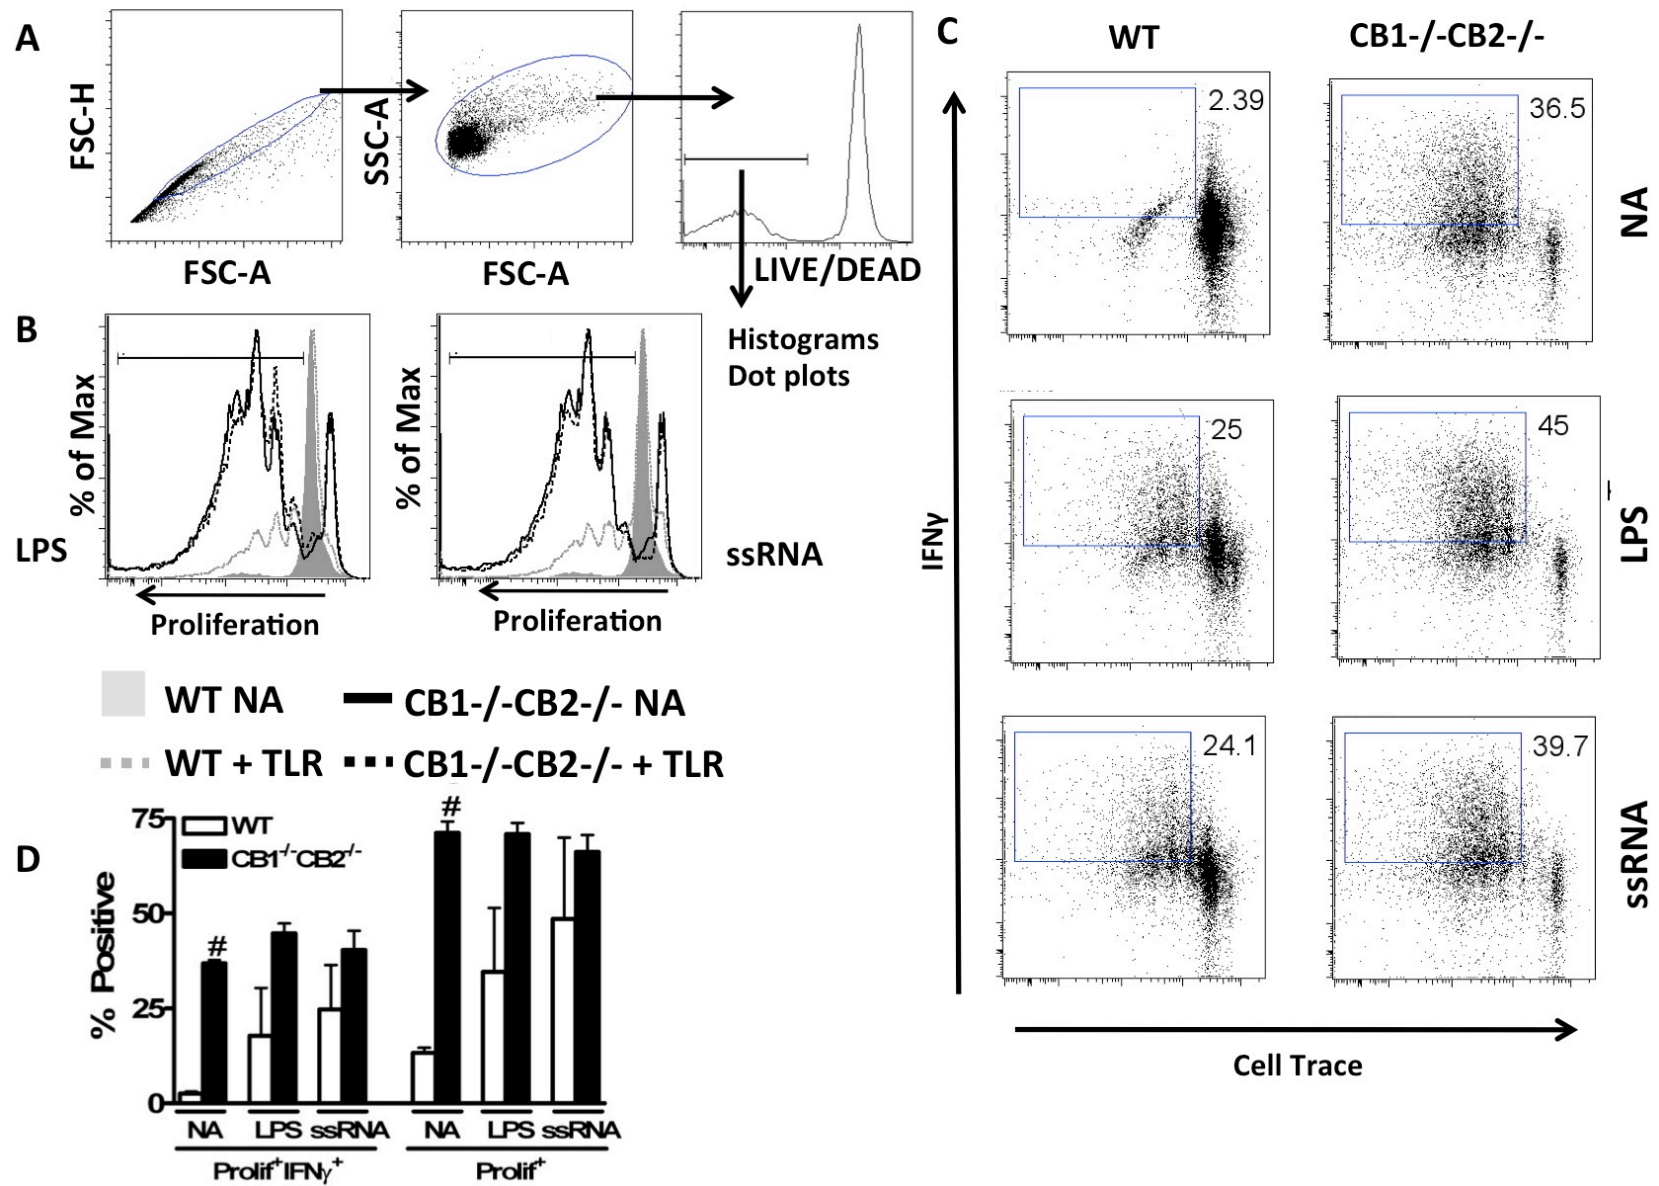 A
FSC-H
FSC-A
SSC-A
FSC-A
LIVE/DEAD
Histograms
Dot plots
B
% of Max
LPS
Proliferation
% of Max
ssRNA
Proliferation
WT NA
CB1-/-CB2-/- NA
WT + TLR
CB1-/-CB2-/- + TLR
C
WT
CB1-/-CB2-/-
2.39
36.5
NA
25
45
LPS
24.1
39.7
ssRNA
IFNγ
Cell Trace
D
% Positive
75
50
25
0
WT
CB1-/-CB2-/-
#
#
NA LPS ssRNA NA LPS ssRNA
Prolif+IFNγ+ Prolif+